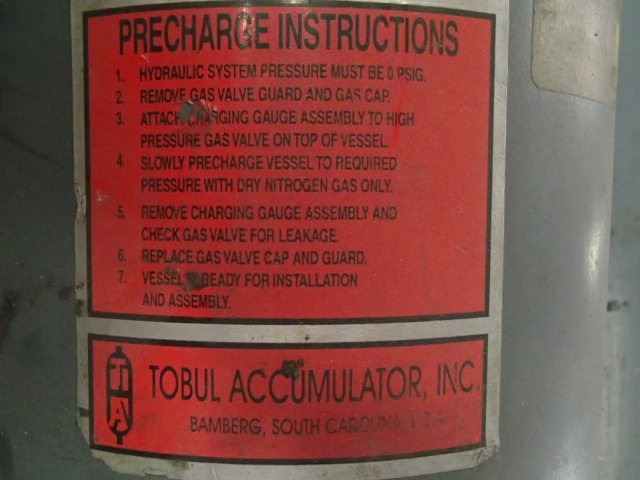 PRECHARGE INSTRUCTIONS
1. HYDRAULIC SYSTEM PRESSURE MUST BE 0 PSIG.
2. REMOVE GAS VALVE GUARD AND GAS CAP.
3. ATTACH CHARGING GAUGE ASSEMBLY TO HIGH
PRESSURE GAS VALVE ON TOP OF VESSEL.
4. SLOWLY PRECHARGE VESSEL TO REQUIRED
PRESSURE WITH DRY NITROGEN GAS ONLY.
5. REMOVE CHARGING GAUGE ASSEMBLY AND
CHECK GAS VALVE FOR LEAKAGE.
6. REPLACE GAS VALVE CAP AND GUARD.
7. VESSEL IS READY FOR INSTALLATION
AND ASSEMBLY.
TA
TOBUL ACCUMULATOR, INC.
BAMBERG, SOUTH CAROLINA U.S.A.